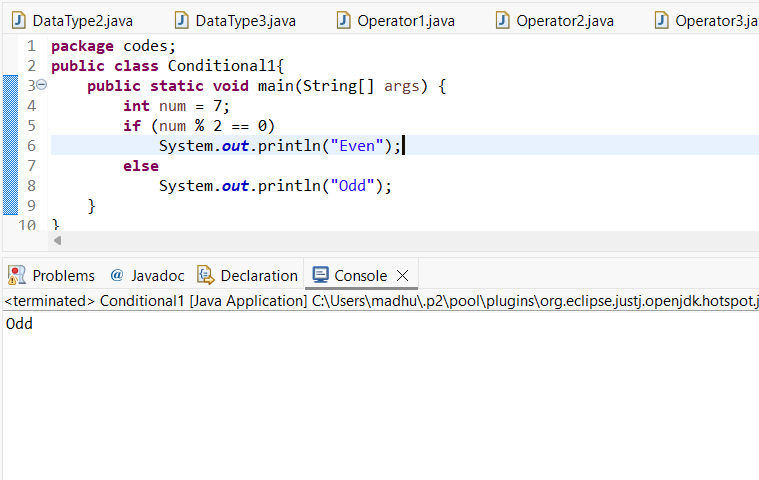 DataType2.java DataType3.java Operator1.java Operator2.java Operator3.ja
1 package codes;
2 public class Conditional1{
3 public static void main(String[] args) {
4 int num = 7;
5 if (num % 2 == 0)
6 System.out.println("Even");
7 else
8 System.out.println("Odd");
9 }
10 }
Problems @ Javadoc Declaration Console
<terminated> Conditional1 [Java Application] C:\Users\madhu\.p2\pool\plugins\org.eclipse.justj.openjdk.hotspot.j
Odd